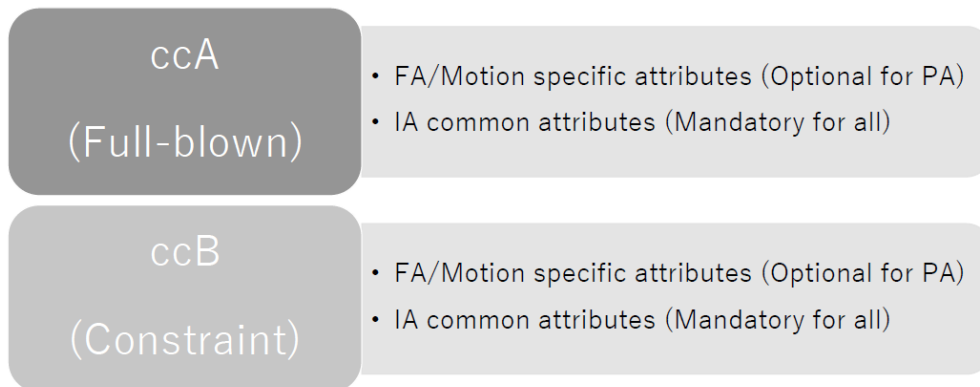 ccA
(Full-blown)
• FA/Motion specific attributes (Optional for PA)
• IA common attributes (Mandatory for all)
ccB
(Constraint)
• FA/Motion specific attributes (Optional for PA)
• IA common attributes (Mandatory for all)